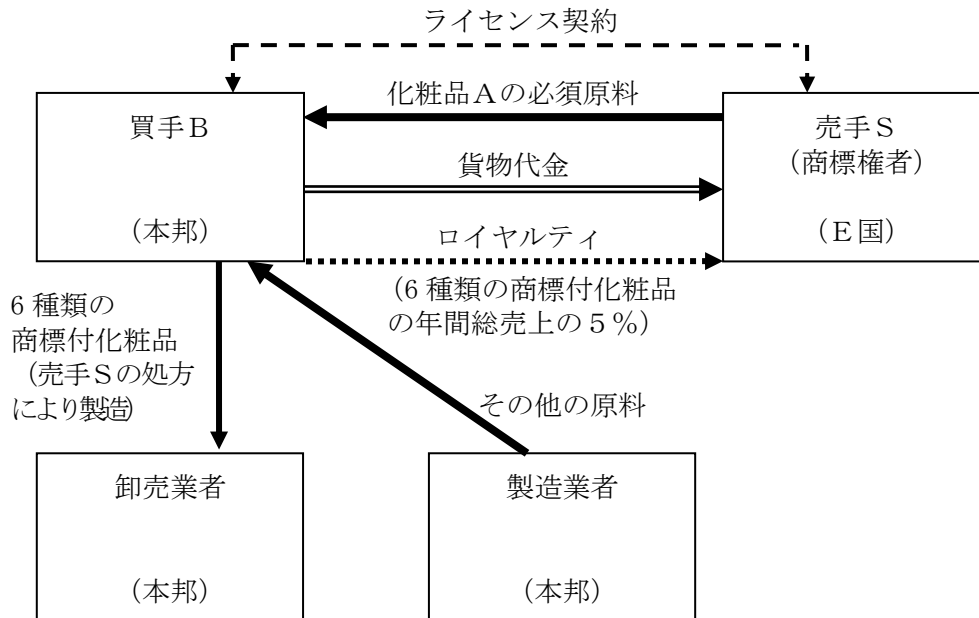 ライセンス契約
化粧品Ａの必須原料
買手Ｂ
（本邦）
売手Ｓ
（商標権者）
（Ｅ国）
貨物代金
ロイヤルティ
（6 種類の商標付化粧品
の年間総売上の５％）
6 種類の
商標付化粧品
（売手Ｓの処方
により製造）
その他の原料
卸売業者
（本邦）
製造業者
（本邦）